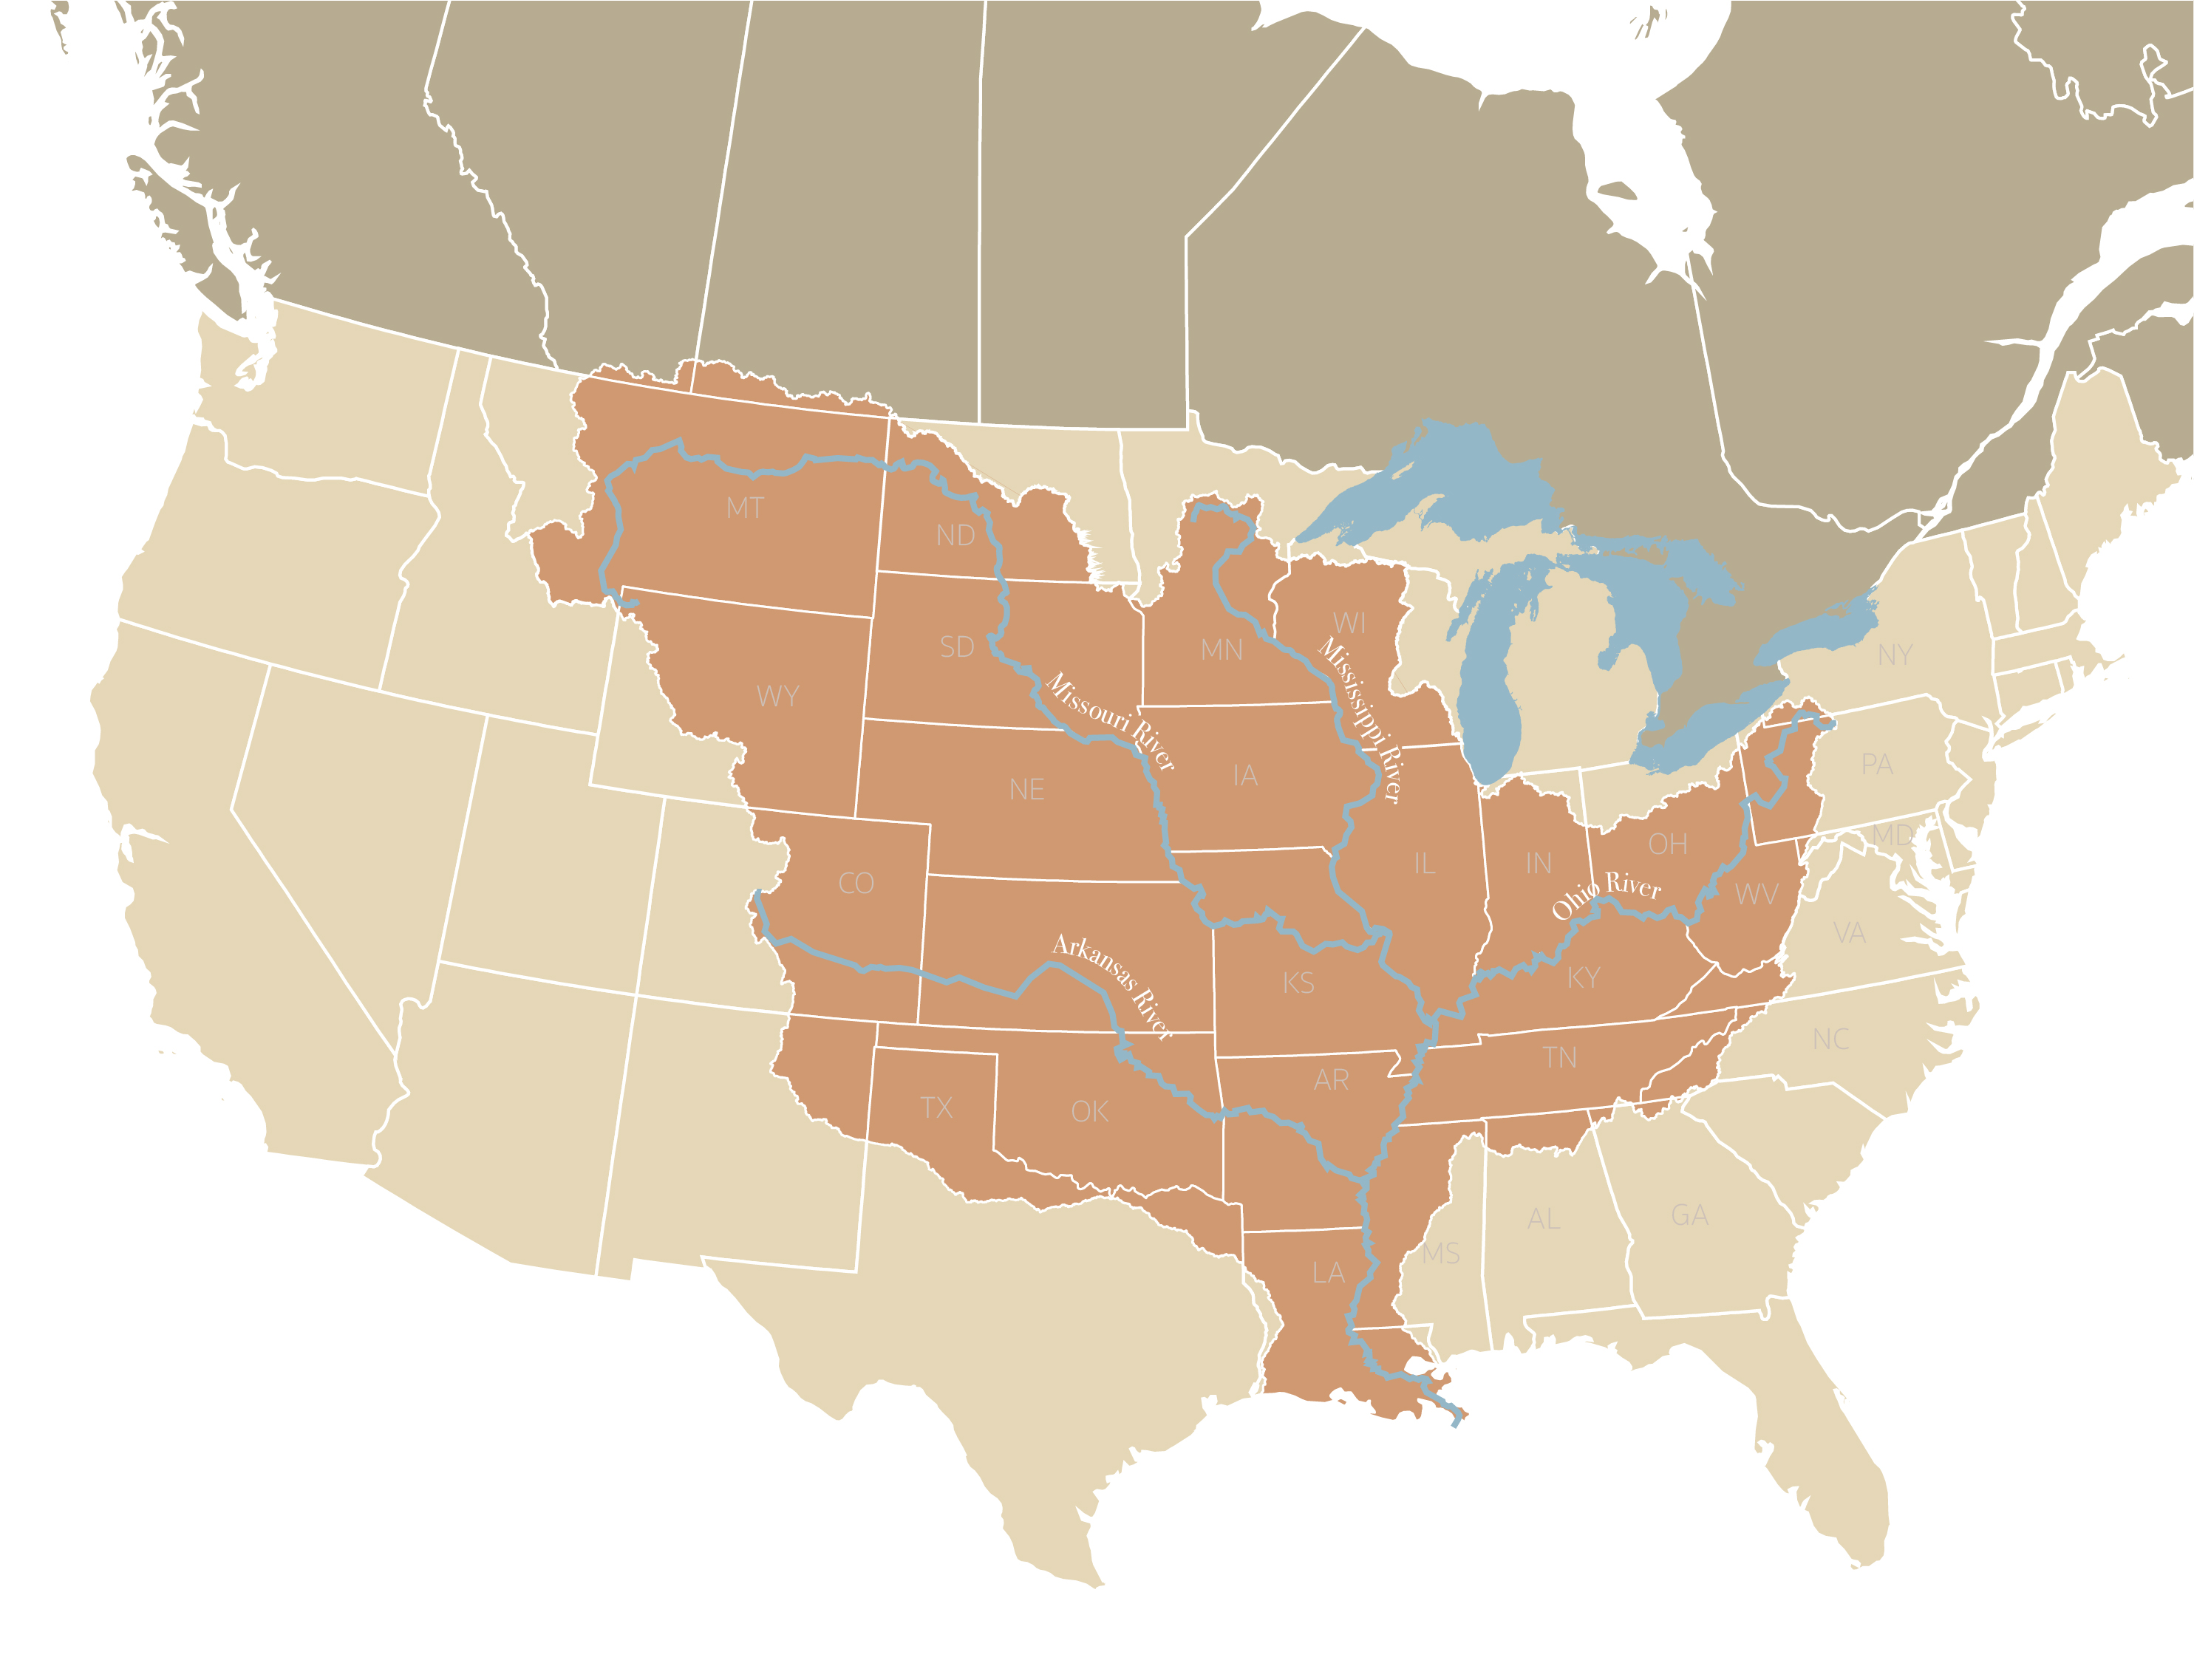 MT
ND
WI
MN
SD
NY
Mississippi River
WY
Missouri River
PA
IA
NE
MD
OH
IL
IN
CO
Ohio River
WV
VA
Arkansas River
KS
KY
NC
TN
AR
TX
OK
GA
AL
MS
LA